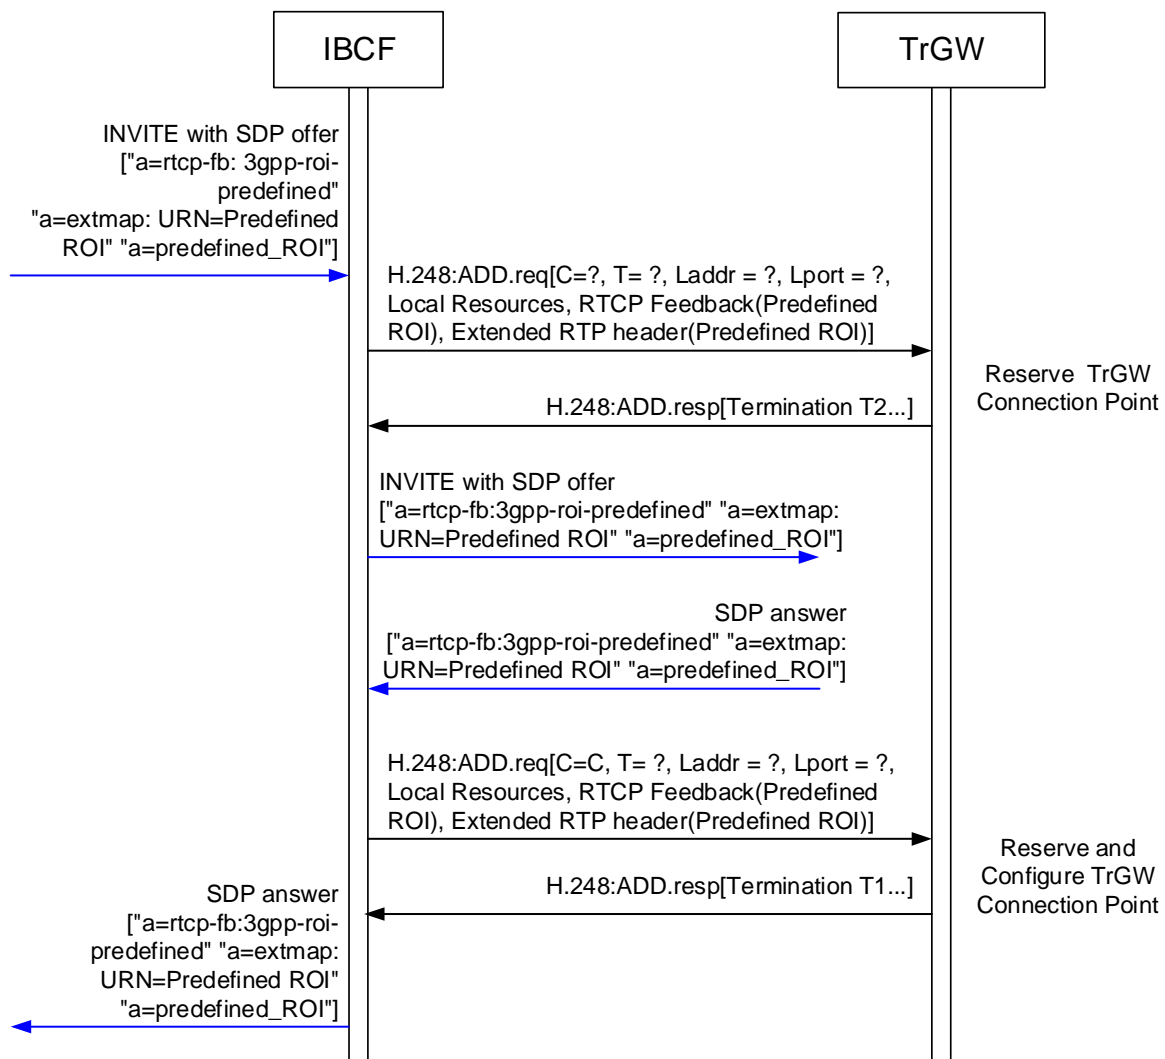 IBCF
TrGW
INVITE with SDP offer
["a=rtcp-fb: 3gpp-roi-
predefined"
"a=extmap: URN=Predefined
ROI" "a=predefined_ROI"]
H.248:ADD.req[C=?, T= ?, Laddr = ?, Lport = ?,
Local Resources, RTCP Feedback(Predefined
ROI), Extended RTP header(Predefined ROI)]
Reserve TrGW
Connection Point
H.248:ADD.resp[Termination T2...]
INVITE with SDP offer
["a=rtcp-fb:3gpp-roi-predefined" "a=extmap:
URN=Predefined ROI" "a=predefined_ROI"]
SDP answer
["a=rtcp-fb:3gpp-roi-predefined" "a=extmap:
URN=Predefined ROI" "a=predefined_ROI"]
H.248:ADD.req[C=C, T= ?, Laddr = ?, Lport = ?,
Local Resources, RTCP Feedback(Predefined
ROI), Extended RTP header(Predefined ROI)]
Reserve and
Configure TrGW
Connection Point
H.248:ADD.resp[Termination T1...]
SDP answer
["a=rtcp-fb:3gpp-roi-
predefined" "a=extmap:
URN=Predefined ROI"
"a=predefined_ROI"]